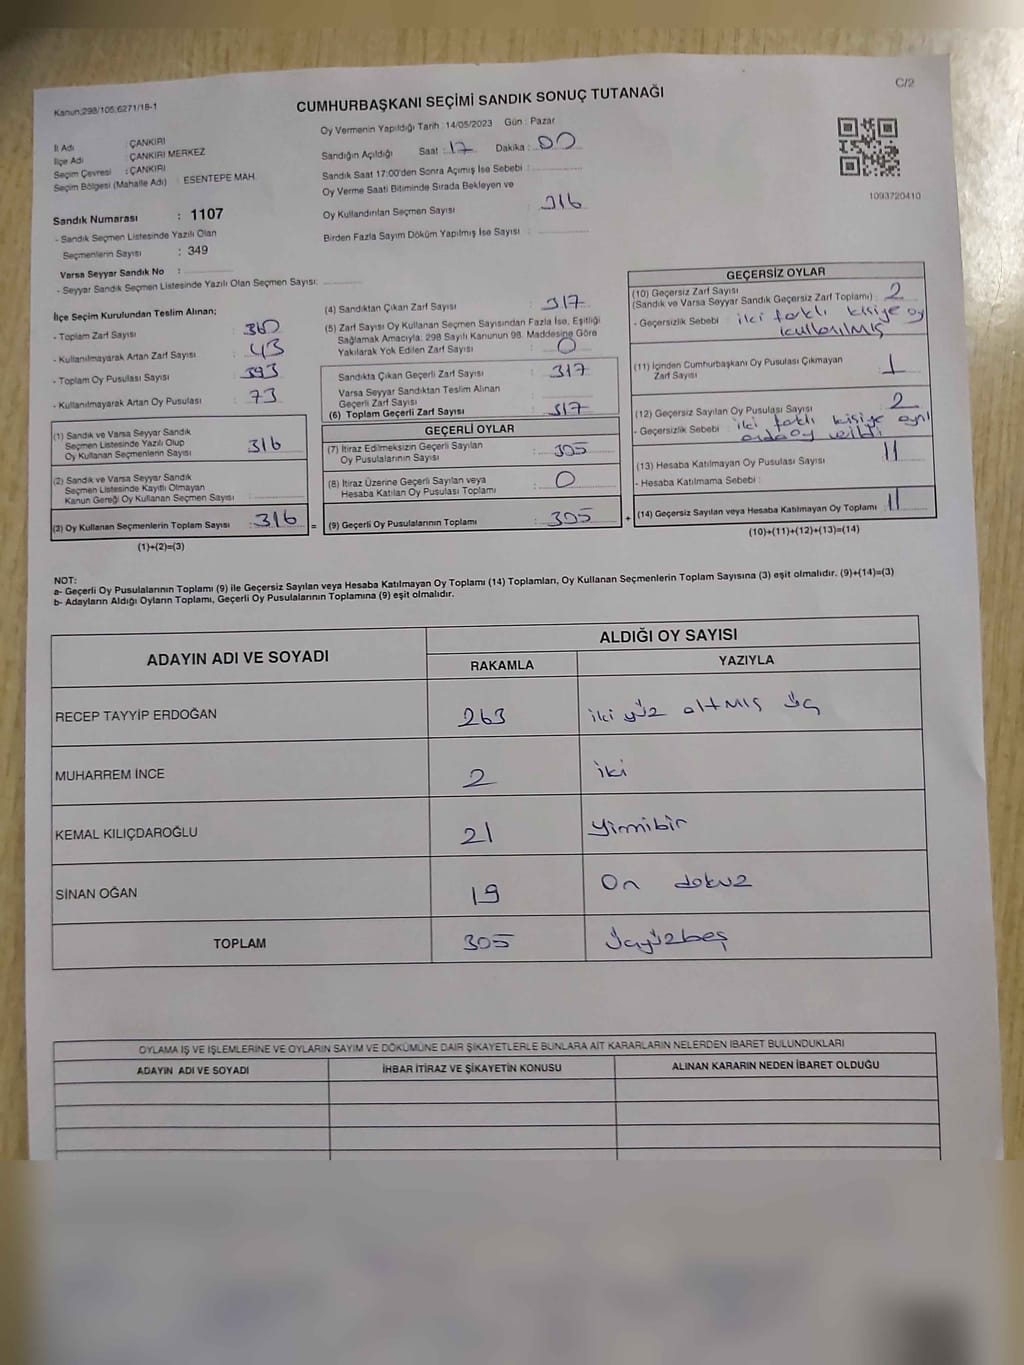 C/2
Kanun:298/105,6271/18-1
CUMHURBAŞKANI SEÇİMİ SANDIK SONUÇ TUTANAĞI
Oy Vermenin Yapıldığı Tarih : 14/05/2023 Gün : Pazar
İl Adı : ÇANKIRI
İlçe Adı : ÇANKIRI MERKEZ
Seçim Çevresi : ÇANKIRI
Seçim Bölgesi (Mahalle Adı) : ESENTEPE MAH.
Sandık Numarası : 1107
- Sandık Seçmen Listesinde Yazılı Olan
Seçmenlerin Sayısı : 349
Varsa Seyyar Sandık No :
- Seyyar Sandık Seçmen Listesinde Yazılı Olan Seçmen Sayısı:
Sandığın Açıldığı Saat : 17 Dakika : 00
Sandık Saat 17:00'den Sonra Açılmış İse Sebebi :
Oy Verme Saati Bitiminde Sırada Bekleyen ve
Oy Kullandırılan Seçmen Sayısı : 316
Birden Fazla Sayım Döküm Yapılmış İse Sayısı :
1093720410
İlçe Seçim Kurulundan Teslim Alınan;
- Toplam Zarf Sayısı : 360
- Kullanılmayarak Artan Zarf Sayısı : 43
- Toplam Oy Pusulası Sayısı : 393
- Kullanılmayarak Artan Oy Pusulası : 73
(1) Sandık ve Varsa Seyyar Sandık
Seçmen Listesinde Yazılı Olup
Oy Kullanan Seçmenlerin Sayısı : 316
(2) Sandık ve Varsa Seyyar Sandık
Seçmen Listesinde Kayıtlı Olmayan
Kanun Gereği Oy Kullanan Seçmen Sayısı :
(3) Oy Kullanan Seçmenlerin Toplam Sayısı : 316 =
(1)+(2)=(3)
(4) Sandıktan Çıkan Zarf Sayısı : 317
(5) Zarf Sayısı Oy Kullanan Seçmen Sayısından Fazla İse, Eşitliği
Sağlamak Amacıyla; 298 Sayılı Kanunun 98. Maddesine Göre
Yakılarak Yok Edilen Zarf Sayısı : 0
Sandıkta Çıkan Geçerli Zarf Sayısı : 317
Varsa Seyyar Sandıktan Teslim Alınan
Geçerli Zarf Sayısı :
(6) Toplam Geçerli Zarf Sayısı : 317
GEÇERLİ OYLAR
(7) İtiraz Edilmeksizin Geçerli Sayılan
Oy Pusulalarının Sayısı : 305
(8) İtiraz Üzerine Geçerli Sayılan veya
Hesaba Katılan Oy Pusulası Toplamı : 0
(9) Geçerli Oy Pusulalarının Toplamı : 305 +
GEÇERSİZ OYLAR
(10) Geçersiz Zarf Sayısı
(Sandık ve Varsa Seyyar Sandık Geçersiz Zarf Toplamı) : 2
- Geçersizlik Sebebi : iki farklı kişiye oy
kullanılmış
(11) İçinden Cumhurbaşkanı Oy Pusulası Çıkmayan
Zarf Sayısı : 1
(12) Geçersiz Sayılan Oy Pusulası Sayısı : 2
- Geçersizlik Sebebi : iki farklı kişiye aynı
anda oy verildi
(13) Hesaba Katılmayan Oy Pusulası Sayısı : 11
- Hesaba Katılmama Sebebi :
(14) Geçersiz Sayılan veya Hesaba Katılmayan Oy Toplamı : 11
(10)+(11)+(12)+(13)=(14)
NOT:
a- Geçerli Oy Pusulalarının Toplamı (9) ile Geçersiz Sayılan veya Hesaba Katılmayan Oy Toplamı (14) Toplamları, Oy Kullanan Seçmenlerin Toplam Sayısına (3) eşit olmalıdır. (9)+(14)=(3)
b- Adayların Aldığı Oyların Toplamı, Geçerli Oy Pusulalarının Toplamına (9) eşit olmalıdır.
ADAYIN ADI VE SOYADI
ALDIĞI OY SAYISI
RAKAMLA YAZIYLA
RECEP TAYYİP ERDOĞAN 263 iki yüz altmış üç
MUHARREM İNCE 2 iki
KEMAL KILIÇDAROĞLU 21 Yirmibir
SİNAN OĞAN 19 On dokuz
TOPLAM 305 üçyüzbeş
OYLAMA İŞ VE İŞLEMLERİNE VE OYLARIN SAYIM VE DÖKÜMÜNE DAİR ŞİKAYETLERLE BUNLARA AİT KARARLARIN NELERDEN İBARET BULUNDUKLARI
ADAYIN ADI VE SOYADI İHBAR İTİRAZ VE ŞİKAYETİN KONUSU ALINAN KARARIN NEDEN İBARET OLDUĞU